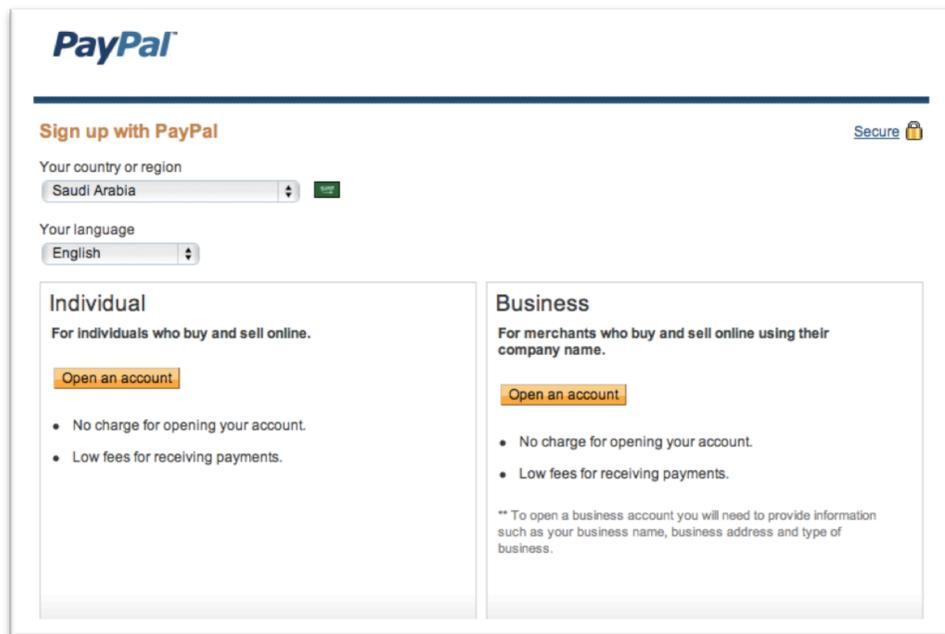 PayPal™
Sign up with PayPal
Secure
Your country or region
Saudi Arabia
Your language
English
Individual
For individuals who buy and sell online.
Open an account
• No charge for opening your account.
• Low fees for receiving payments.
Business
For merchants who buy and sell online using their
company name.
Open an account
• No charge for opening your account.
• Low fees for receiving payments.
** To open a business account you will need to provide information
such as your business name, business address and type of
business.